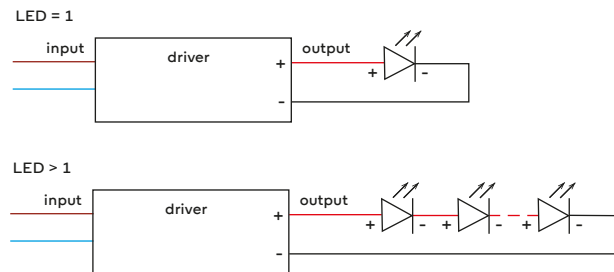 LED = 1
input driver + output + -
-
LED > 1
input driver + output + - + - + -
-